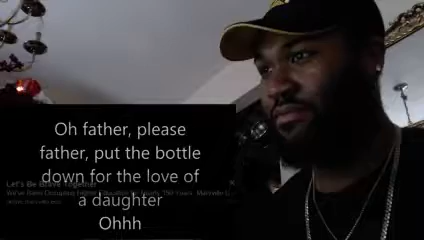 Oh father, please
father, put the bottle
down for the love of
a daughter
Ohhh
Let's Be Brave Together